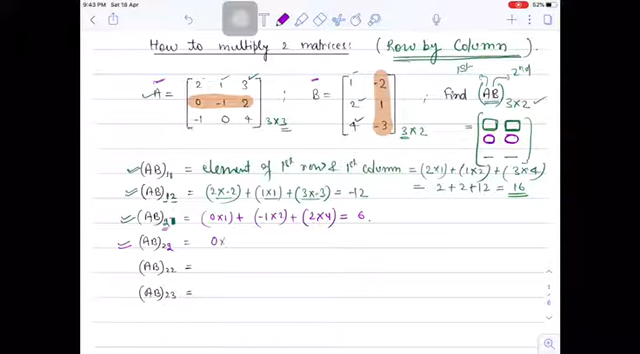 9:43 PM Sat 18 Apr 52%
How to multiply 2 matrices: (Row by Column).
1st 2nd
A = [ 2 1 3 ; B = [ 1 -2 ; Find (AB)
0 -1 2 2 1 3×2
-1 0 4 ] 3×3 4 -3 ] 3×2 =
(AB)₁₁ = element of 1st row & 1st column = (2×1)+(1×2)+(3×4)
(AB)₁₂ = (2×-2)+(1×1)+(3×-3) = -12 = 2+2+12 = 16
(AB)₂₁ = (0×1)+(-1×2)+(2×4) = 6.
(AB)₂₂ = 0×
(AB)₂₂ =
(AB)₂₃ =